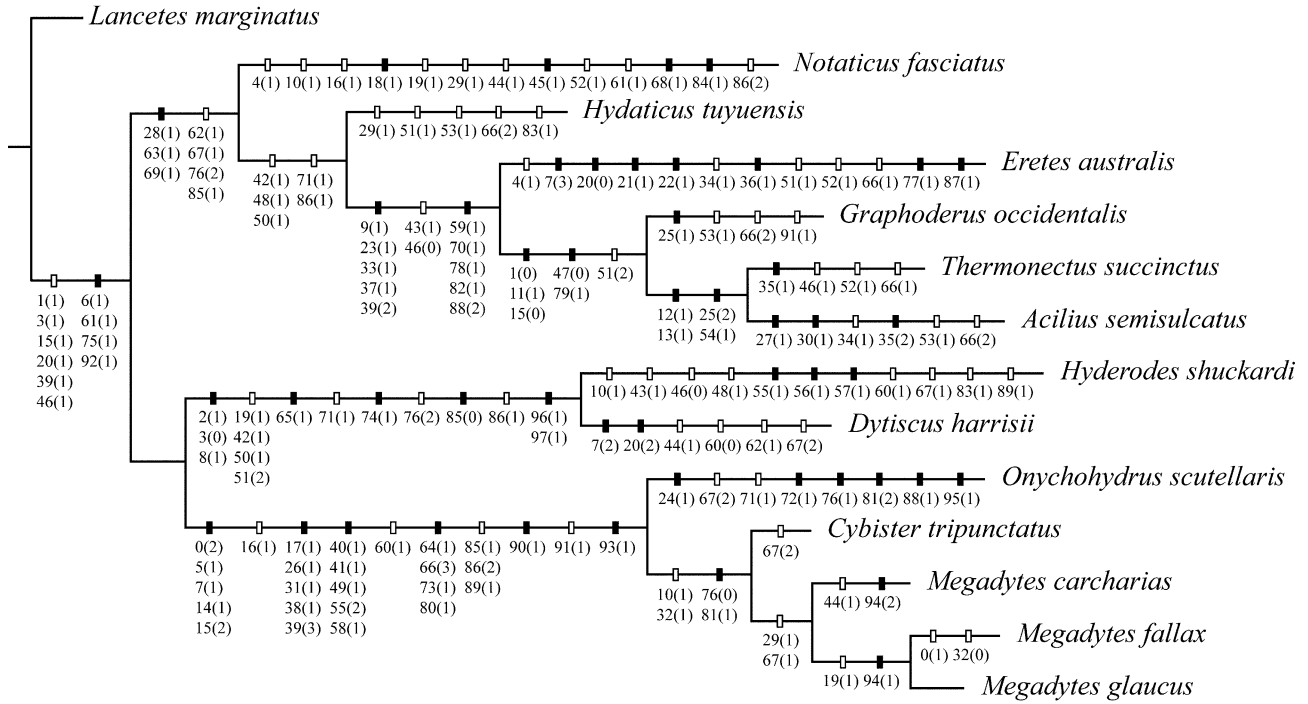 Lancetes marginatus
Notaticus fasciatus
4(1) 10(1) 16(1) 18(1) 19(1) 29(1) 44(1) 45(1) 52(1) 61(1) 68(1) 84(1) 86(2)
Hydaticus tuyuensis
29(1) 51(1) 53(1) 66(2) 83(1)
28(1) 62(1)
63(1) 67(1)
69(1) 76(2)
85(1)
Eretes australis
42(1) 71(1)
48(1) 86(1)
50(1)
4(1) 7(3) 20(0) 21(1) 22(1) 34(1) 36(1) 51(1) 52(1) 66(1) 77(1) 87(1)
Graphoderus occidentalis
9(1) 43(1) 59(1)
23(1) 46(0) 70(1)
33(1) 78(1)
37(1) 82(1)
39(2) 88(2)
25(1) 53(1) 66(2) 91(1)
Thermonectus succinctus
1(0) 47(0) 51(2)
11(1) 79(1)
15(0)
35(1) 46(1) 52(1) 66(1)
1(1) 6(1)
3(1) 61(1)
15(1) 75(1)
20(1) 92(1)
39(1)
46(1)
12(1) 25(2)
13(1) 54(1)
Acilius semisulcatus
27(1) 30(1) 34(1) 35(2) 53(1) 66(2)
Hyderodes shuckardi
10(1) 43(1) 46(0) 48(1) 55(1) 56(1) 57(1) 60(1) 67(1) 83(1) 89(1)
2(1) 19(1) 65(1) 71(1) 74(1) 76(2) 85(0) 86(1) 96(1)
3(0) 42(1) 97(1)
8(1) 50(1)
51(2)
Dytiscus harrisii
7(2) 20(2) 44(1) 60(0) 62(1) 67(2)
Onychohydrus scutellaris
24(1) 67(2) 71(1) 72(1) 76(1) 81(2) 88(1) 95(1)
Cybister tripunctatus
67(2)
0(2) 16(1) 17(1) 40(1) 60(1) 64(1) 85(1) 90(1) 91(1) 93(1)
5(1) 26(1) 41(1) 66(3) 86(2)
7(1) 31(1) 49(1) 73(1) 89(1)
14(1) 38(1) 55(2) 80(1)
15(2) 39(3) 58(1)
10(1) 76(0)
32(1) 81(1)
Megadytes carcharias
44(1) 94(2)
29(1)
67(1)
Megadytes fallax
0(1) 32(0)
19(1) 94(1)
Megadytes glaucus